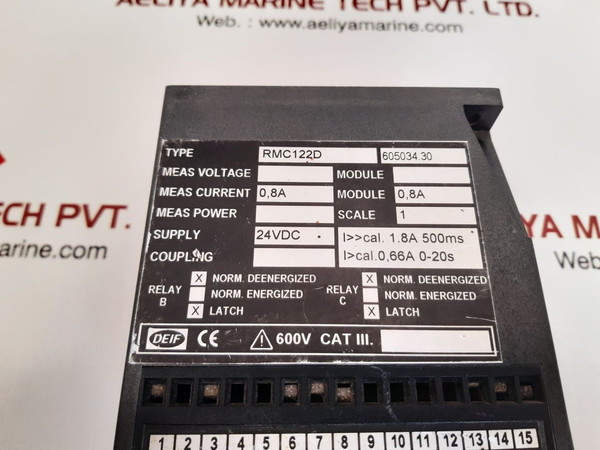 AELIYA MARINE TECH PVT. LTD.
Web. : www.aeliyamarine.com
TECH PVT.
marine.com
TYPE RMC122D 605034.30
MEAS VOLTAGE MODULE
MEAS CURRENT 0,8A MODULE 0,8A
MEAS POWER SCALE 1
SUPPLY 24VDC I>>cal. 1.8A 500ms
COUPLING I>cal.0,66A 0-20s
RELAY B
X NORM. DEENERGIZED
NORM. ENERGIZED
X LATCH
RELAY C
X NORM. DEENERGIZED
NORM. ENERGIZED
X LATCH
DEIF CE 600V CAT III.
1 2 3 4 5 6 7 8 9 10 11 12 13 14 15